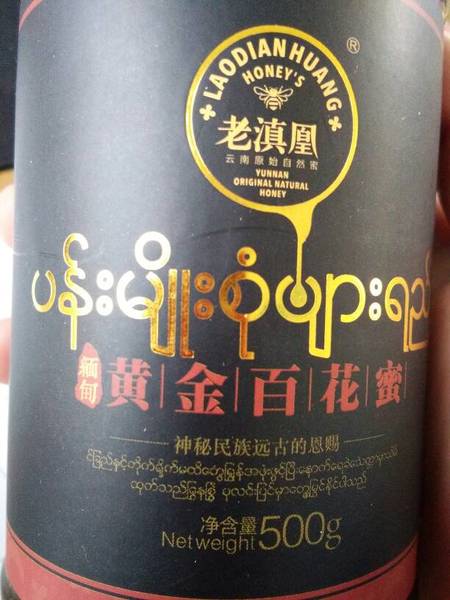 LAODIANHUANG
HONEY'S
®
老滇凰
云南原始自然蜜
YUNNAN
ORIGINAL NATURAL
HONEY
ပန်းမျိုးစုံပျားရည်
缅甸 黄金百花蜜
神秘民族远古的恩赐
净含量
Net weight 500g